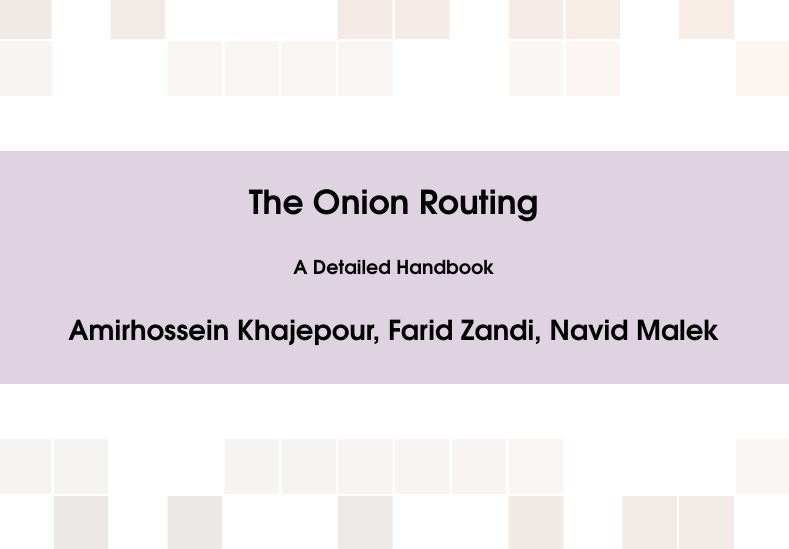 The Onion Routing
A Detailed Handbook
Amirhossein Khajepour, Farid Zandi, Navid Malek